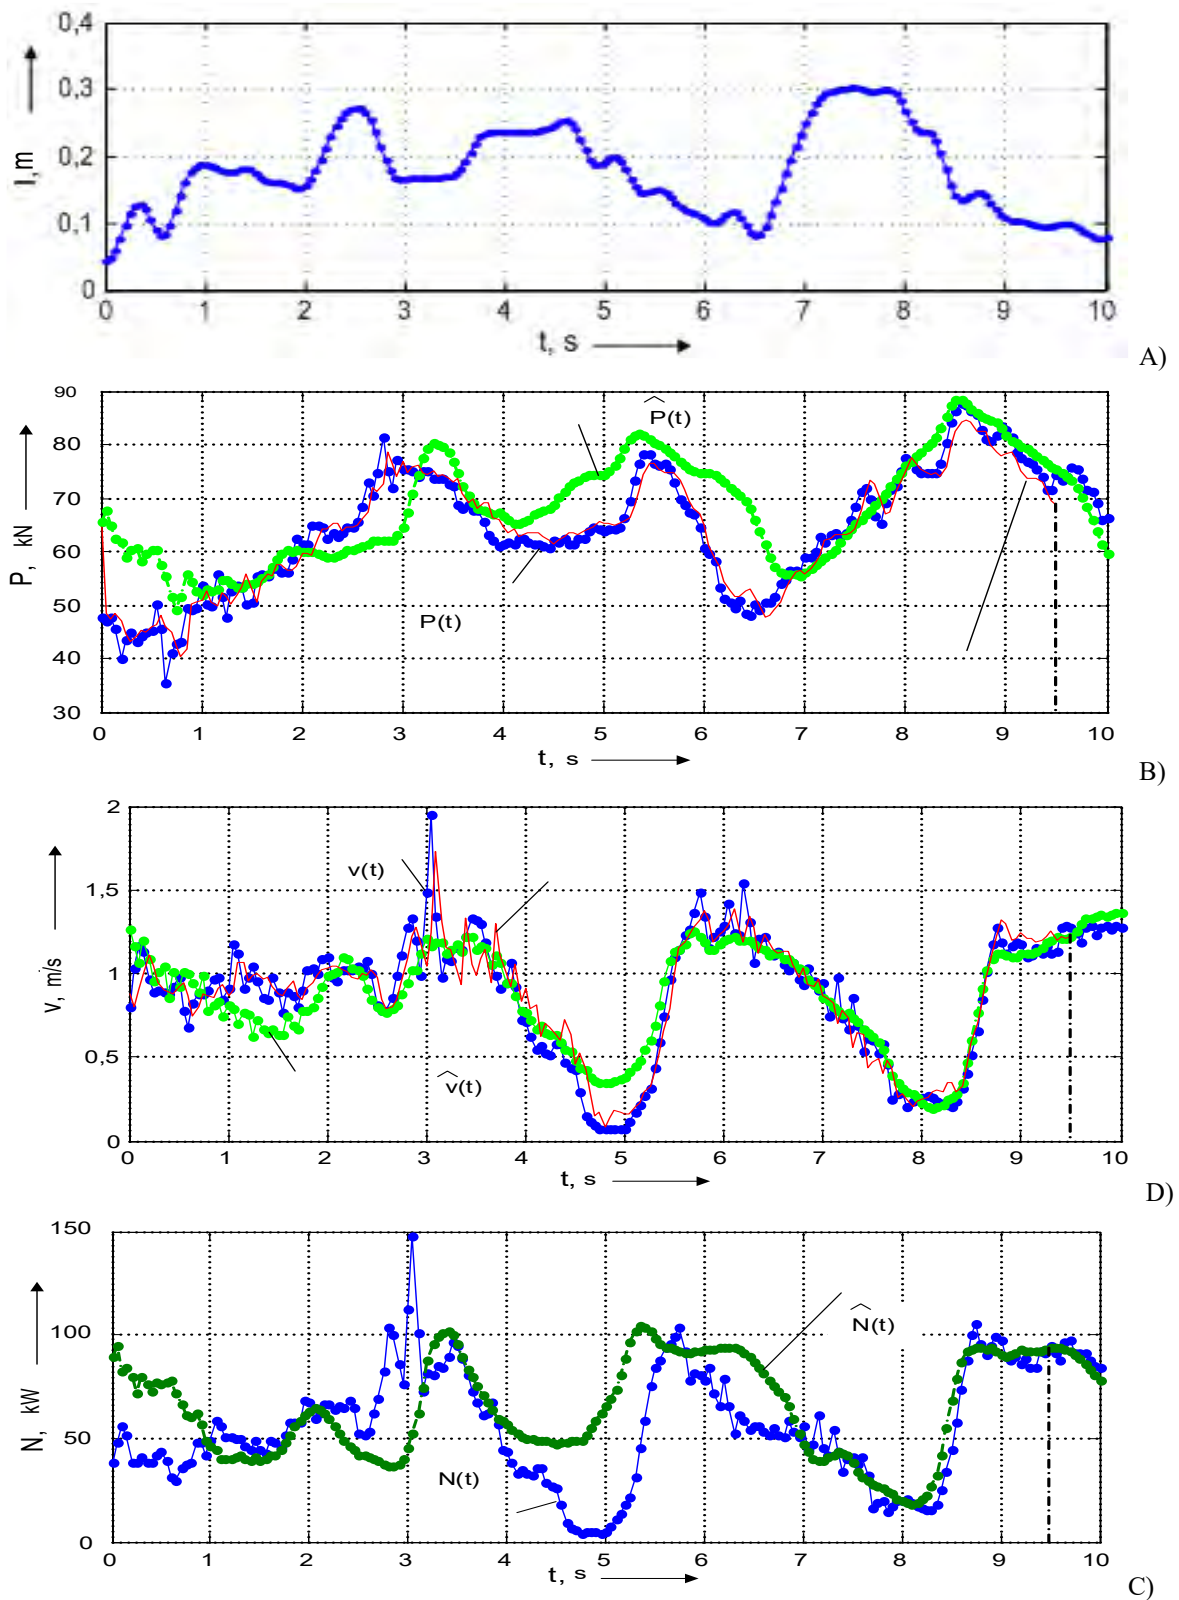 0,4
0,3
0,2
0,1
0
l,m
0 1 2 3 4 5 6 7 8 9 10
t, s
A)
90
80
70
60
50
40
30
P, kN
P(t)
P(t)
0 1 2 3 4 5 6 7 8 9 10
t, s
B)
2
1,5
1
0,5
0
v, m/s
v(t)
v(t)
0 1 2 3 4 5 6 7 8 9 10
t, s
D)
150
100
50
0
N, kW
N(t)
N(t)
0 1 2 3 4 5 6 7 8 9 10
t, s
C)